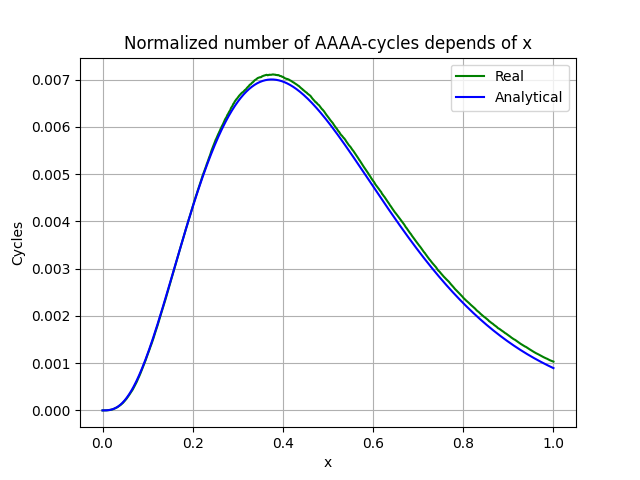 Normalized number of AAAA-cycles depends of x
Real
Analytical
Cycles
0.007
0.006
0.005
0.004
0.003
0.002
0.001
0.000
0.0 0.2 0.4 0.6 0.8 1.0
x